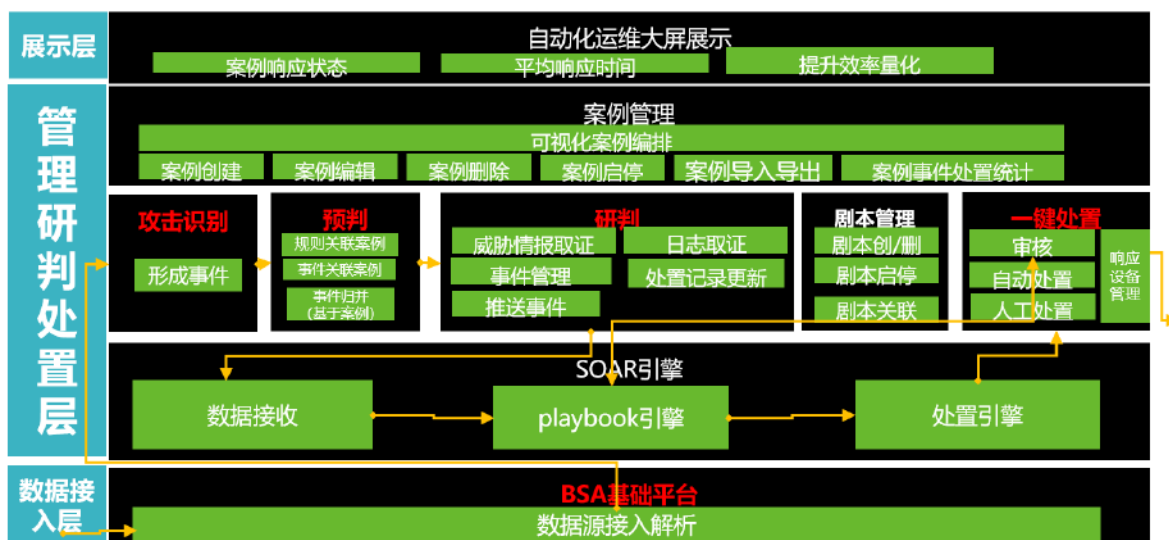 展示层
自动化运维大屏展示
案例响应状态
平均响应时间
提升效率量化
管理研判处置层
案例管理
可视化案例编排
案例创建
案例编辑
案例删除
案例启停
案例导入导出
案例事件处置统计
攻击识别
形成事件
预判
规则关联案例
事件关联案例
事件归并
(基于案例)
研判
威胁情报取证
日志取证
事件管理
处置记录更新
推送事件
剧本管理
剧本创/删
剧本启停
剧本关联
一键处置
审核
自动处置
人工处置
响应
设备
管理
SOAR引擎
数据接收
playbook引擎
处置引擎
数据接
入层
BSA基础平台
数据源接入解析